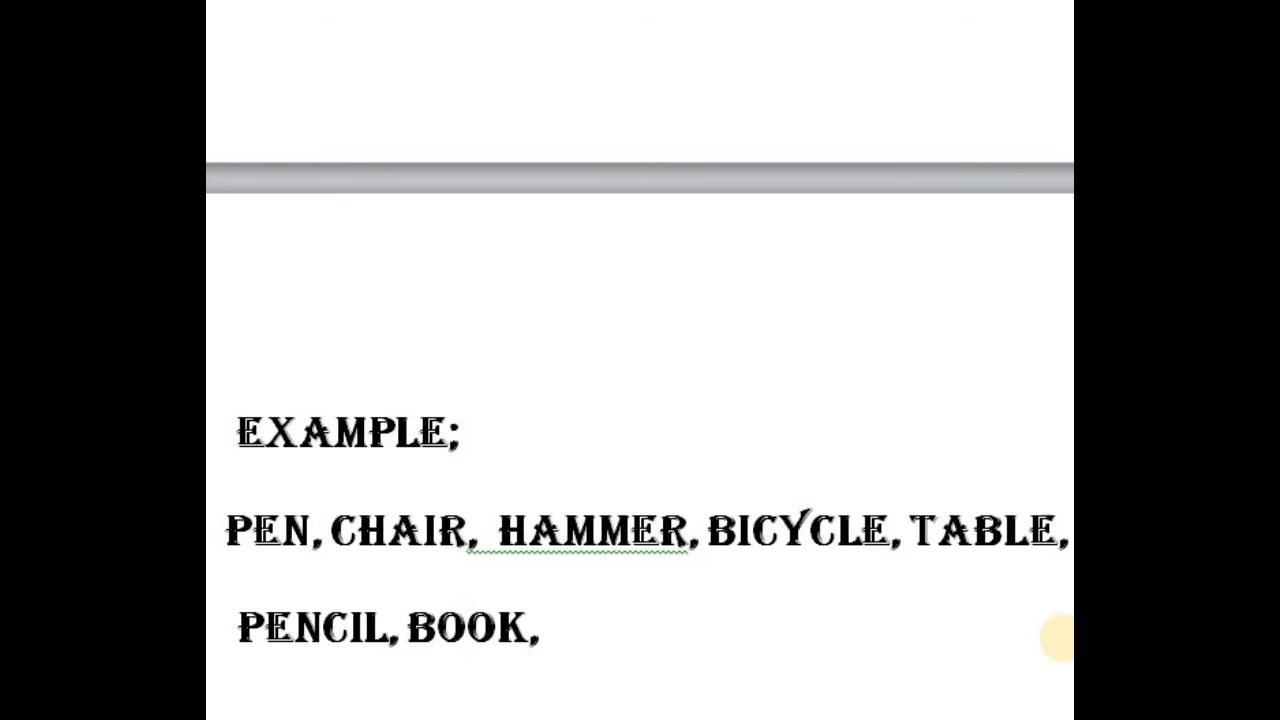 EXAMPLE;
PEN, CHAIR,  HAMMER, BICYCLE, TABLE,
PENCIL, BOOK,